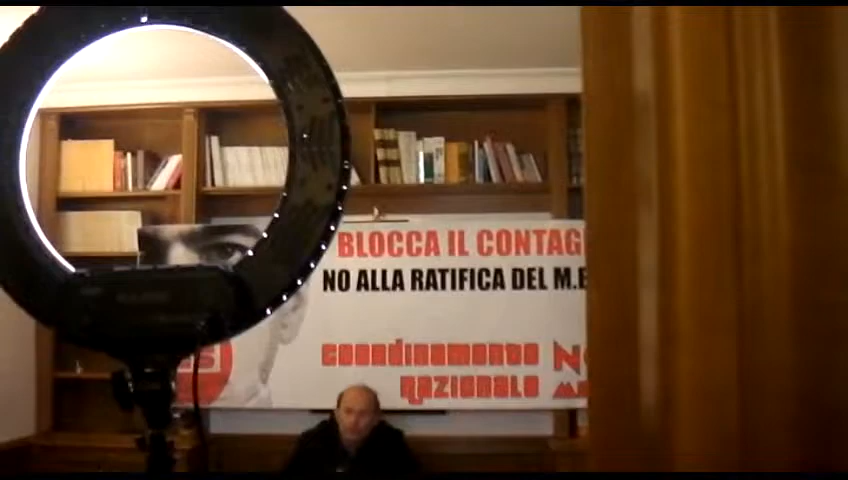 BLOCCA IL CONTAG
NO ALLA RATIFICA DEL M.E
COORDINAMENTO
NAZIONALE